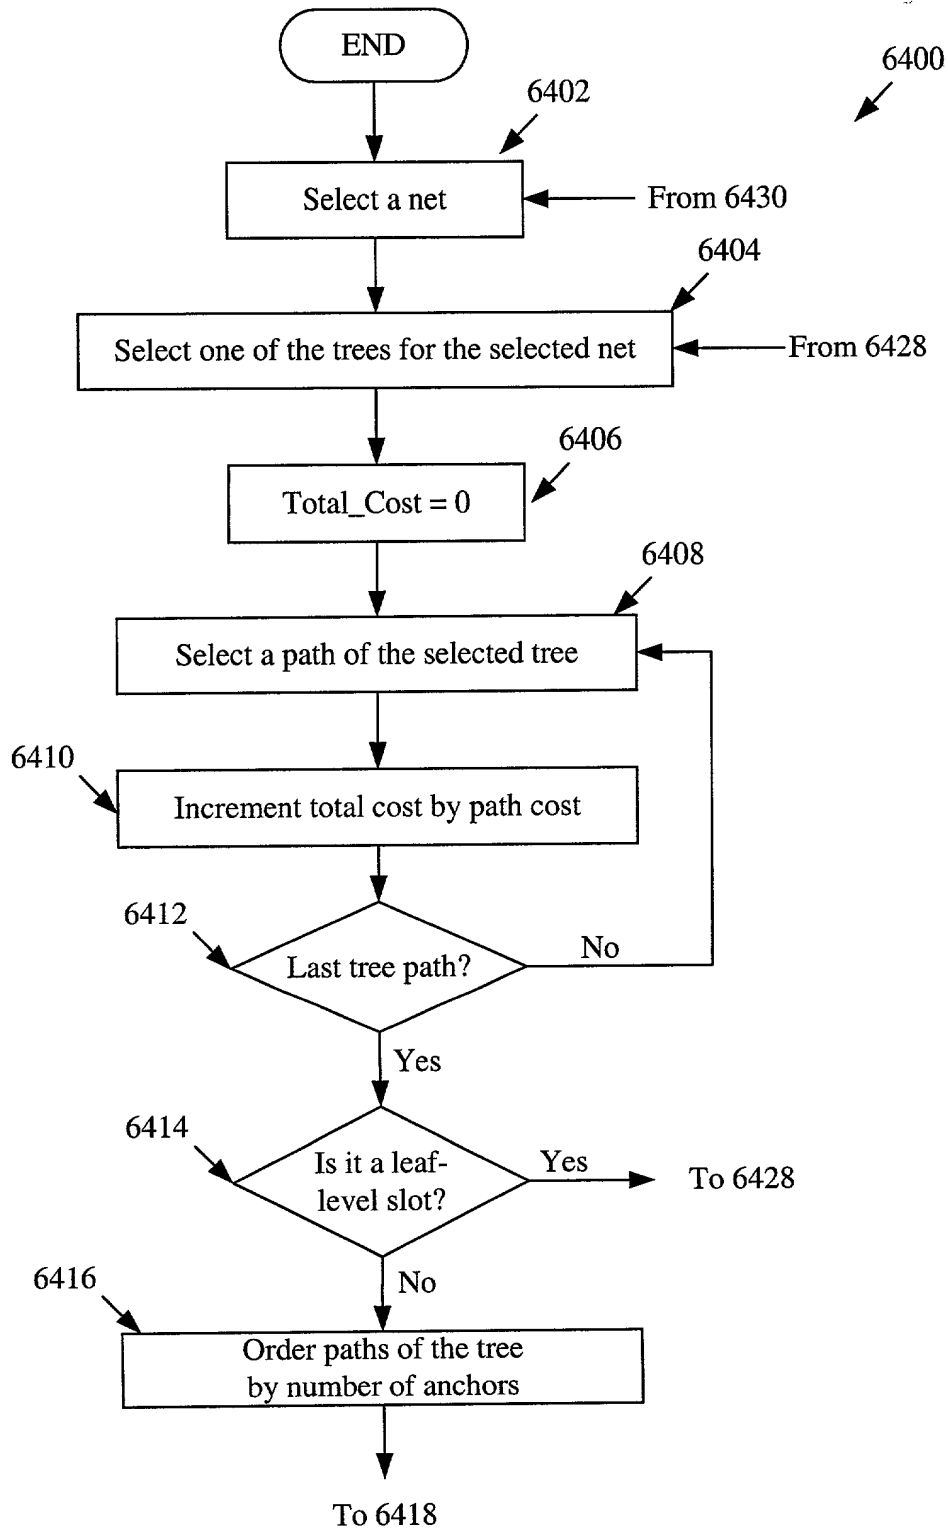 END
6400
6402
Select a net
From 6430
6404
Select one of the trees for the selected net
From 6428
6406
Total_Cost = 0
6408
Select a path of the selected tree
6410
Increment total cost by path cost
6412
Last tree path?
No
Yes
6414
Is it a leaf-
level slot?
Yes
To 6428
No
6416
Order paths of the tree
by number of anchors
To 6418